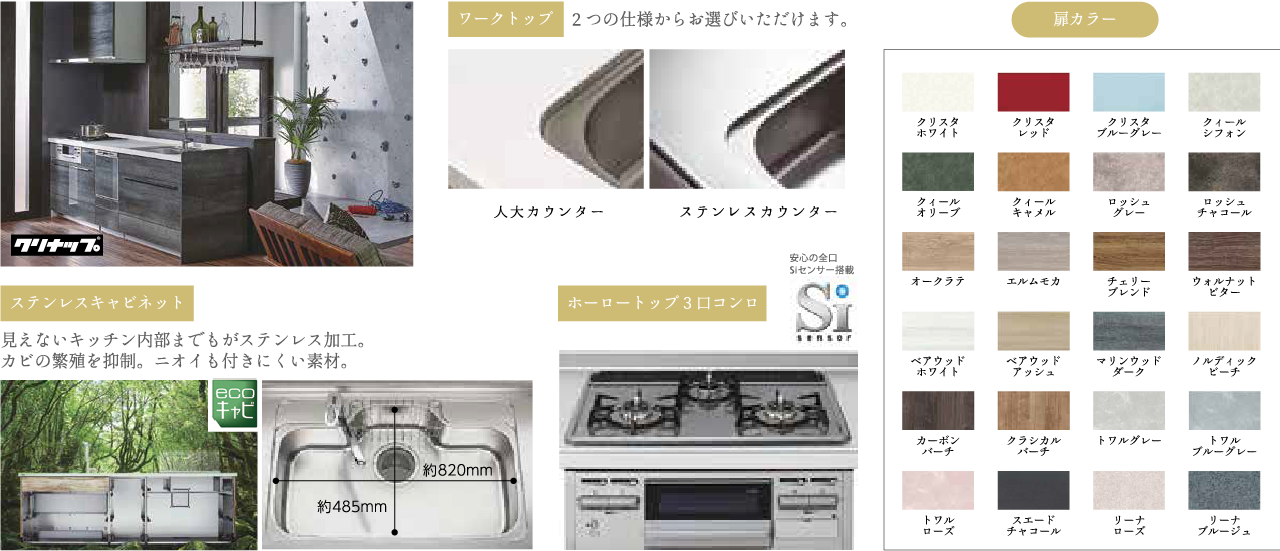 クリナップ
ワークトップ
2つの仕様からお選びいただけます。
人大カウンター
ステンレスカウンター
ステンレスキャビネット
見えないキッチン内部までもがステンレス加工。
カビの繁殖を抑制。ニオイも付きにくい素材。
eco
キャビ
約820mm
約485mm
安心の全口
Siセンサー搭載
ホーロートップ3口コンロ
Si
SENSOR
扉カラー
クリスタ
ホワイト
クリスタ
レッド
クリスタ
ブルーグレー
クィール
シフォン
クィール
オリーブ
クィール
キャメル
ロッシュ
グレー
ロッシュ
チャコール
オークラテ
エルムモカ
チェリー
ブレンド
ウォルナット
ビター
ペアウッド
ホワイト
ペアウッド
アッシュ
マリンウッド
ダーク
ノルディック
ビーチ
カーボン
バーチ
クラシカル
バーチ
トワルグレー
トワル
ブルーグレー
トワル
ローズ
スエード
チャコール
リーナ
ローズ
リーナ
ブルージュ